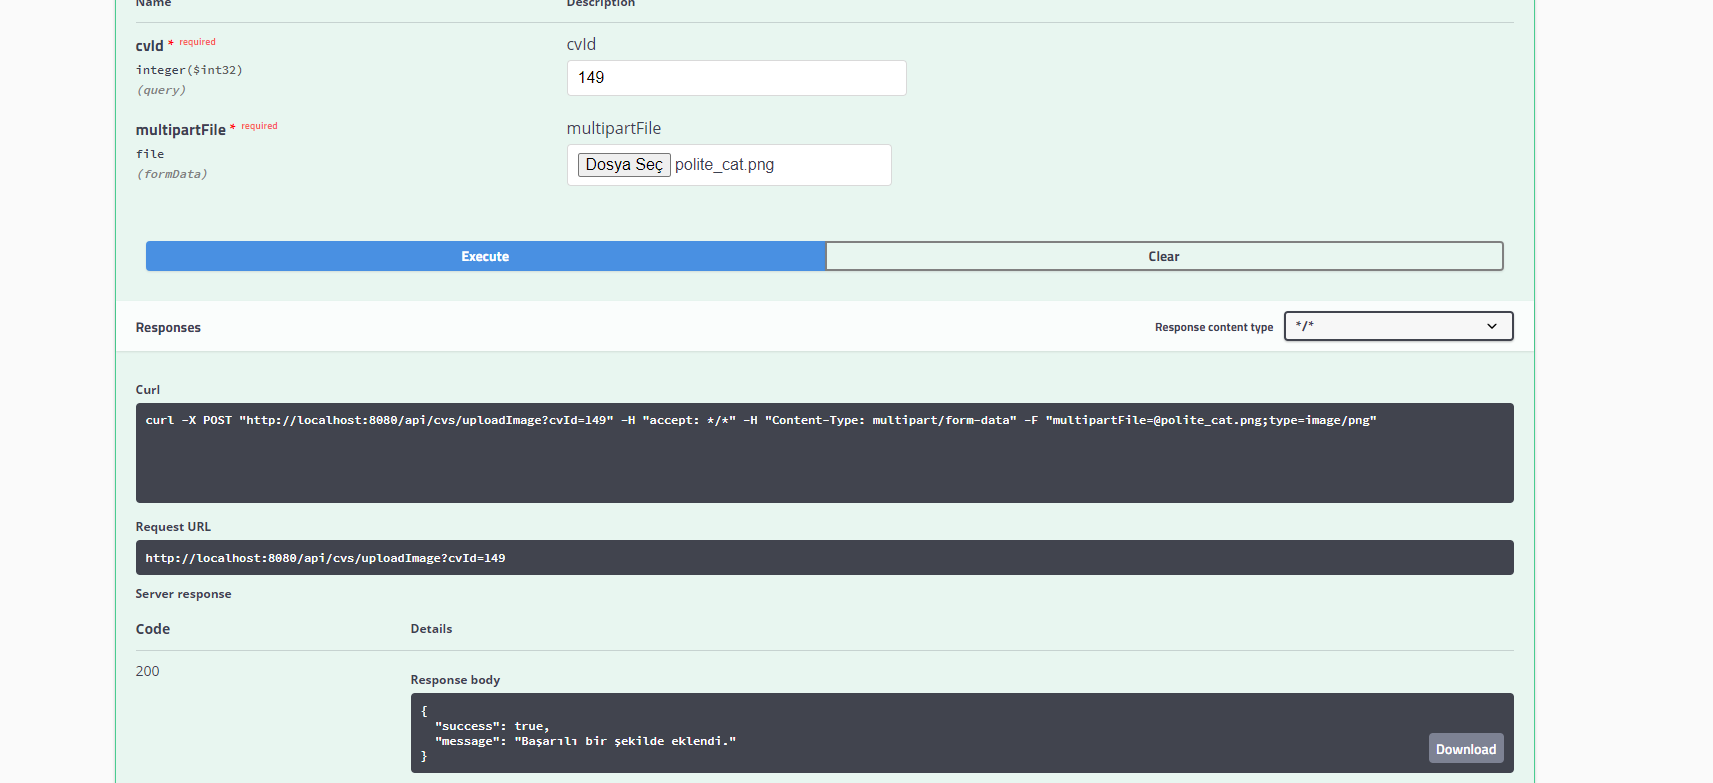 Name Description
cvId * required cvId
integer($int32) 149
(query)
multipartFile * required multipartFile
file Dosya Seç polite_cat.png
(formData)
Execute Clear
Responses Response content type */*
Curl
curl -X POST "http://localhost:8080/api/cvs/uploadImage?cvId=149" -H "accept: */*" -H "Content-Type: multipart/form-data" -F "multipartFile=@polite_cat.png;type=image/png"
Request URL
http://localhost:8080/api/cvs/uploadImage?cvId=149
Server response
Code Details
200
Response body
{
"success": true,
"message": "Başarılı bir şekilde eklendi."
}
Download